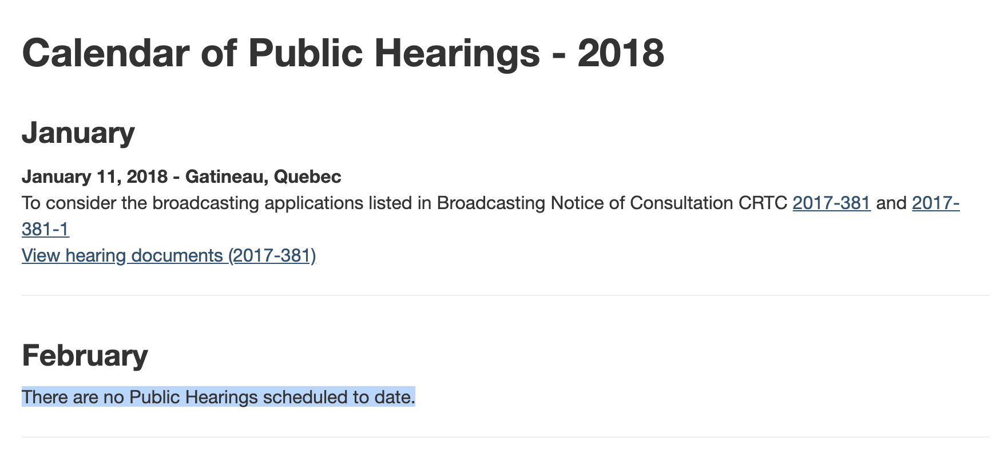 Calendar of Public Hearings - 2018
January
January 11, 2018 - Gatineau, Quebec
To consider the broadcasting applications listed in Broadcasting Notice of Consultation CRTC 2017-381 and 2017-
381-1
View hearing documents (2017-381)
February
There are no Public Hearings scheduled to date.